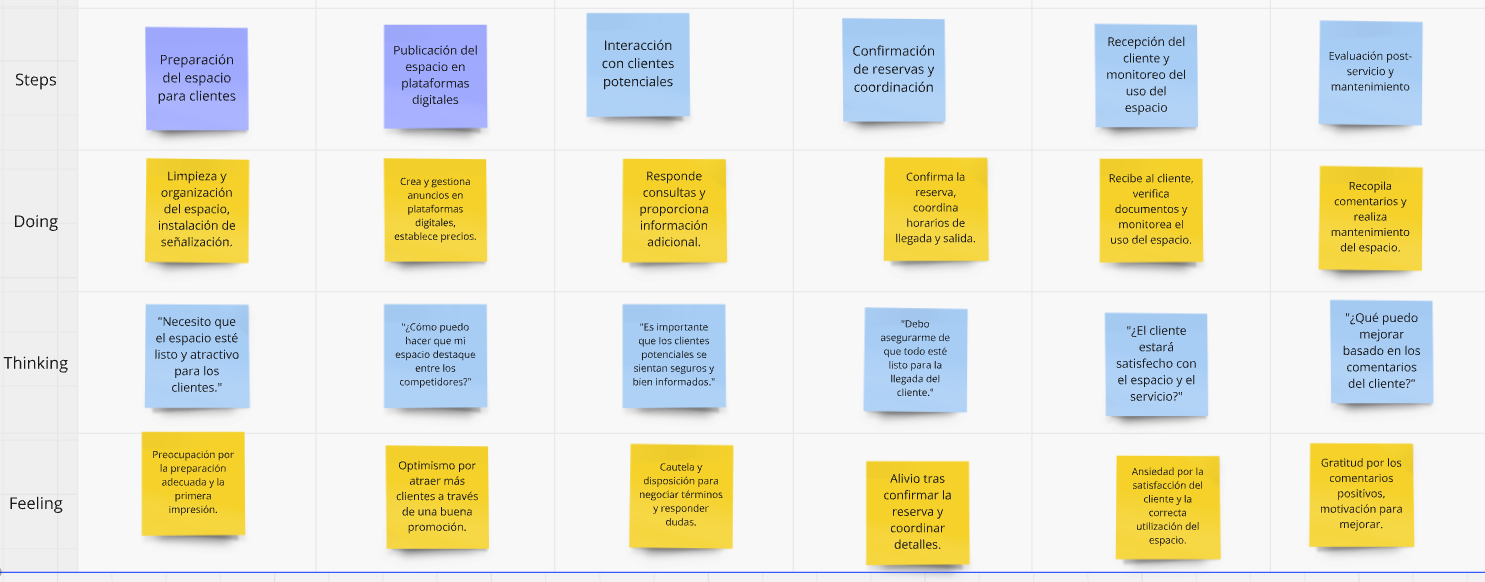 Steps
Preparación
del espacio
para clientes
Publicación del
espacio en
plataformas
digitales
Interacción
con clientes
potenciales
Confirmación
de reservas y
coordinación
Recepción del
cliente y
monitoreo del
uso del
espacio
Evaluación post-
servicio y
mantenimiento
Doing
Limpieza y
organización
del espacio,
instalación de
señalización.
Crea y gestiona
anuncios en
plataformas
digitales,
establece precios.
Responde
consultas y
proporciona
información
adicional.
Confirma la
reserva,
coordina
horarios de
llegada y salida.
Recibe al cliente,
verifica
documentos y
monitorea el
uso del espacio.
Recopila
comentarios y
realiza
mantenimiento
del espacio.
Thinking
"Necesito que
el espacio esté
listo y atractivo
para los
clientes."
"¿Cómo puedo
hacer que mi
espacio destaque
entre los
competidores?"
"Es importante
que los clientes
potenciales se
sientan seguros y
bien informados."
"Debo
asegurarme de
que todo esté
listo para la
llegada del
cliente."
"¿El cliente
estará
satisfecho con
el espacio y el
servicio?"
"¿Qué puedo
mejorar
basado en los
comentarios
del cliente?"
Feeling
Preocupación por
la preparación
adecuada y la
primera
impresión.
Optimismo por
atraer más
clientes a través
de una buena
promoción.
Cautela y
disposición para
negociar términos
y responder
dudas.
Alivio tras
confirmar la
reserva y
coordinar
detalles.
Ansiedad por la
satisfacción del
cliente y la
correcta
utilización del
espacio.
Gratitud por los
comentarios
positivos,
motivación para
mejorar.